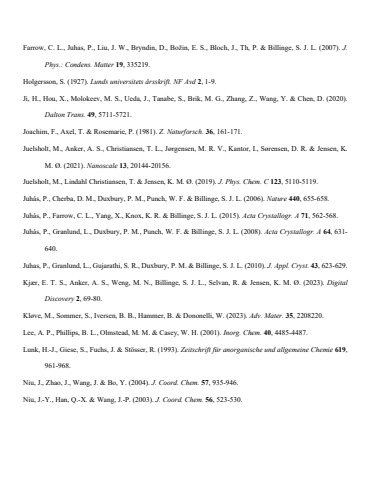 Farrow, C. L., Juhas, P., Liu, J. W., Bryndin, D., Božin, E. S., Bloch, J., Th, P. & Billinge, S. J. L. (2007). J.
Phys.: Condens. Matter 19, 335219.
Holgersson, S. (1927). Lunds universitets årsskrift. NF Avd 2, 1-9.
Ji, H., Hou, X., Molokeev, M. S., Ueda, J., Tanabe, S., Brik, M. G., Zhang, Z., Wang, Y. & Chen, D. (2020).
Dalton Trans. 49, 5711-5721.
Joachim, F., Axel, T. & Rosemarie, P. (1981). Z. Naturforsch. 36, 161-171.
Juelsholt, M., Anker, A. S., Christiansen, T. L., Jørgensen, M. R. V., Kantor, I., Sørensen, D. R. & Jensen, K.
M. Ø. (2021). Nanoscale 13, 20144-20156.
Juelsholt, M., Lindahl Christiansen, T. & Jensen, K. M. Ø. (2019). J. Phys. Chem. C 123, 5110-5119.
Juhás, P., Cherba, D. M., Duxbury, P. M., Punch, W. F. & Billinge, S. J. L. (2006). Nature 440, 655-658.
Juhás, P., Farrow, C. L., Yang, X., Knox, K. R. & Billinge, S. J. L. (2015). Acta Crystallogr. A 71, 562-568.
Juhás, P., Granlund, L., Duxbury, P. M., Punch, W. F. & Billinge, S. J. L. (2008). Acta Crystallogr. A 64, 631-
640.
Juhas, P., Granlund, L., Gujarathi, S. R., Duxbury, P. M. & Billinge, S. J. L. (2010). J. Appl. Cryst. 43, 623-629.
Kjær, E. T. S., Anker, A. S., Weng, M. N., Billinge, S. J. L., Selvan, R. & Jensen, K. M. Ø. (2023). Digital
Discovery 2, 69-80.
Kløve, M., Sommer, S., Iversen, B. B., Hammer, B. & Dononelli, W. (2023). Adv. Mater. 35, 2208220.
Lee, A. P., Phillips, B. L., Olmstead, M. M. & Casey, W. H. (2001). Inorg. Chem. 40, 4485-4487.
Lunk, H.-J., Giese, S., Fuchs, J. & Stösser, R. (1993). Zeitschrift für anorganische und allgemeine Chemie 619,
961-968.
Niu, J., Zhao, J., Wang, J. & Bo, Y. (2004). J. Coord. Chem. 57, 935-946.
Niu, J.-Y., Han, Q.-X. & Wang, J.-P. (2003). J. Coord. Chem. 56, 523-530.